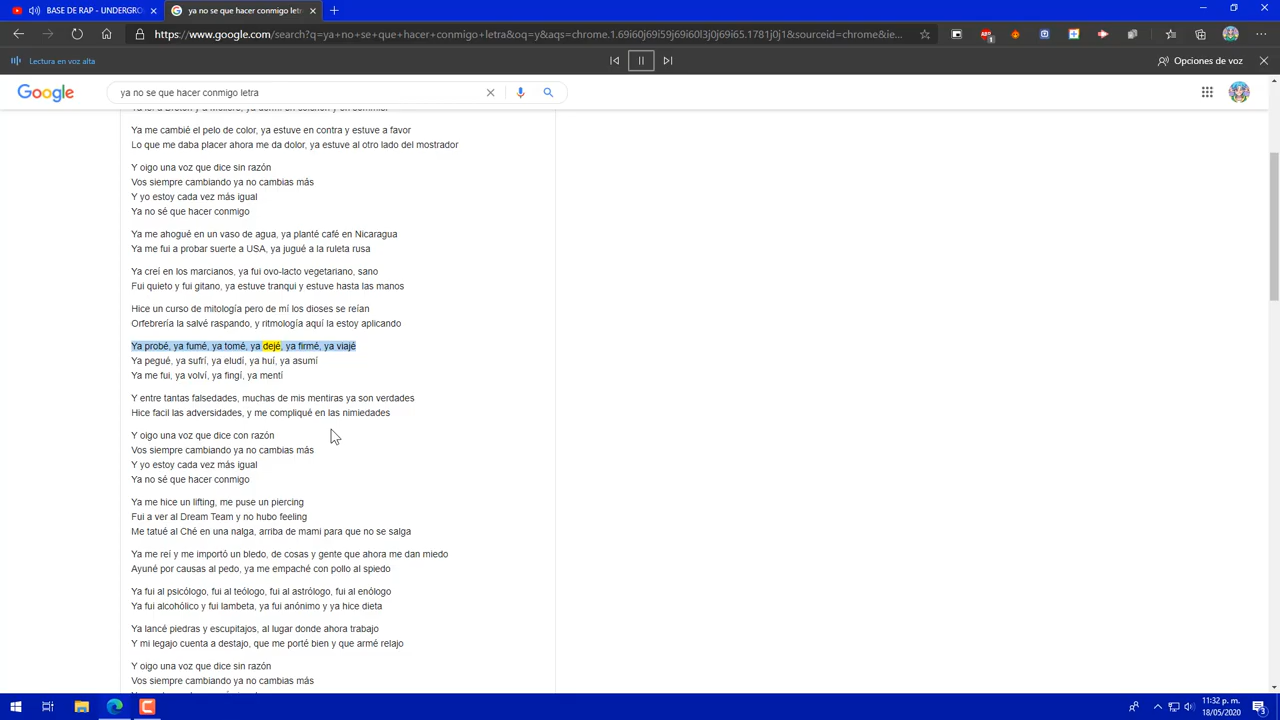 BASE DE RAP - UNDERGRO
ya no se que hacer conmigo letr
https://www.google.com/search?q=ya+no+se+que+hacer+conmigo+letra&oq=y&aqs=chrome.1.69i60j69i59j69i60l3j0j69i65.1781j0j1&sourceid=chrome&ie...
Lectura en voz alta
Opciones de voz
Google
ya no se que hacer conmigo letra
Ya me cambié el pelo de color, ya estuve en contra y estuve a favor
Lo que me daba placer ahora me da dolor, ya estuve al otro lado del mostrador
Y oigo una voz que dice sin razón
Vos siempre cambiando ya no cambias más
Y yo estoy cada vez más igual
Ya no sé que hacer conmigo
Ya me ahogué en un vaso de agua, ya planté café en Nicaragua
Ya me fui a probar suerte a USA, ya jugué a la ruleta rusa
Ya creí en los marcianos, ya fui ovo-lacto vegetariano, sano
Fui quieto y fui gitano, ya estuve tranqui y estuve hasta las manos
Hice un curso de mitología pero de mí los dioses se reían
Orfebrería la salvé raspando, y ritmología aquí la estoy aplicando
Ya probé, ya fumé, ya tomé, ya dejé, ya firmé, ya viajé
Ya pegué, ya sufrí, ya eludí, ya huí, ya asumí
Ya me fui, ya volví, ya fingí, ya mentí
Y entre tantas falsedades, muchas de mis mentiras ya son verdades
Hice facil las adversidades, y me compliqué en las nimiedades
Y oigo una voz que dice con razón
Vos siempre cambiando ya no cambias más
Y yo estoy cada vez más igual
Ya no sé que hacer conmigo
Ya me hice un lifting, me puse un piercing
Fui a ver al Dream Team y no hubo feeling
Me tatué al Ché en una nalga, arriba de mami para que no se salga
Ya me reí y me importó un bledo, de cosas y gente que ahora me dan miedo
Ayuné por causas al pedo, ya me empaché con pollo al spiedo
Ya fui al psicólogo, fui al teólogo, fui al astrólogo, fui al enólogo
Ya fui alcohólico y fui lambeta, ya fui anónimo y ya hice dieta
Ya lancé piedras y escupitajos, al lugar donde ahora trabajo
Y mi legajo cuenta a destajo, que me porté bien y que armé relajo
Y oigo una voz que dice sin razón
Vos siempre cambiando ya no cambias más
11:32 p. m.
18/05/2020